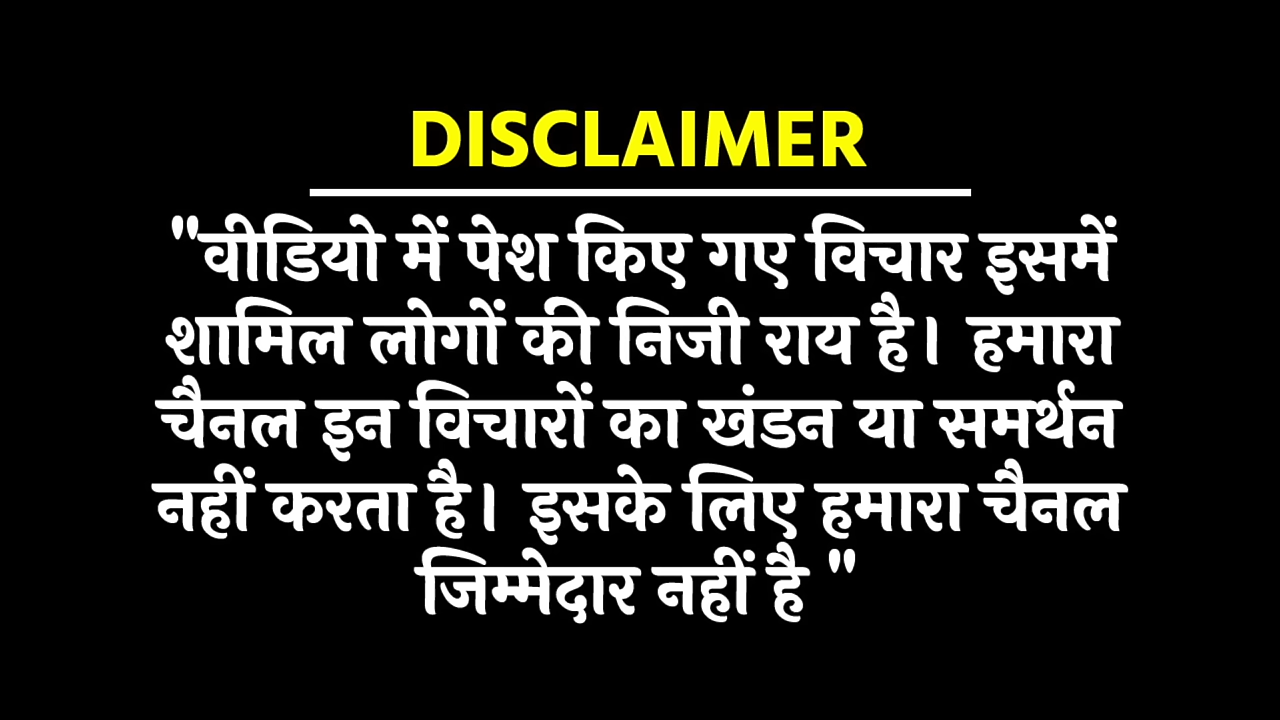 DISCLAIMER
"वीडियो में पेश किए गए विचार इसमें
शामिल लोगों की निजी राय है। हमारा
चैनल इन विचारों का खंडन या समर्थन
नहीं करता है। इसके लिए हमारा चैनल
जिम्मेदार नहीं है "